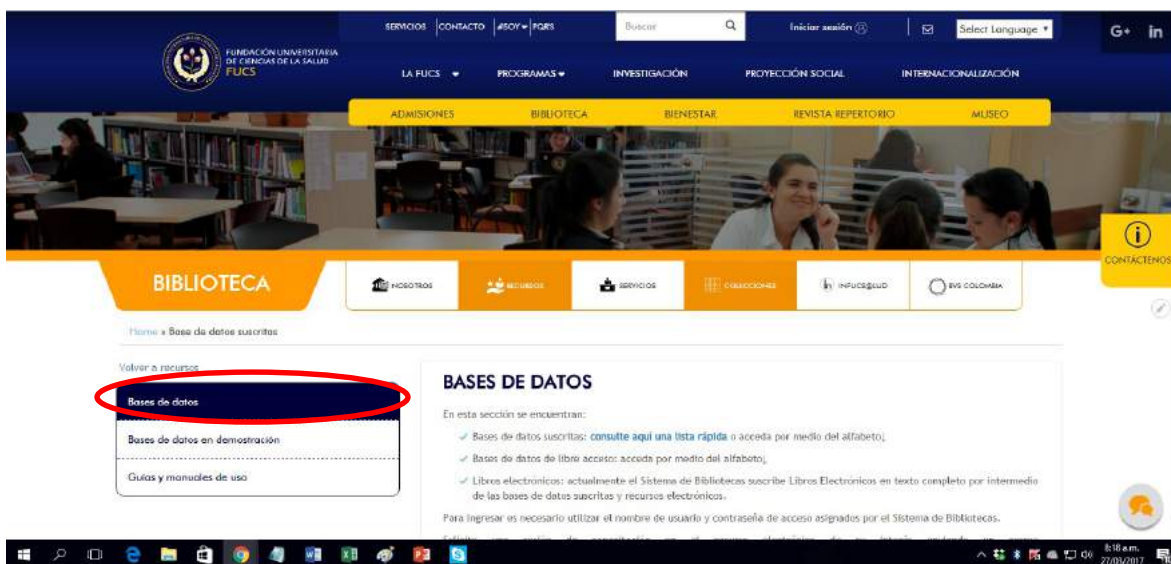 SERVICIOS | CONTACTO | #SOY | PQRS
Buscar
Iniciar sesión
Select Language
G+ in
FUNDACIÓN UNIVERSITARIA
DE CIENCIAS DE LA SALUD
FUCS
LA FUCS PROGRAMAS INVESTIGACIÓN PROYECCIÓN SOCIAL INTERNACIONALIZACIÓN
ADMISIONES BIBLIOTECA BIENESTAR REVISTA REPERTORIO MUSEO
CONTÁCTENOS
BIBLIOTECA
NOSOTROS RECURSOS SERVICIOS COLECCIONES INFUCS@LUD BVS COLOMBIA
Home » Base de datos suscritas
Volver a recursos
Bases de datos
Bases de datos en demostración
Guías y manuales de uso
BASES DE DATOS
En esta sección se encuentran:
Bases de datos suscritas: consulte aquí una lista rápida o acceda por medio del alfabeto;
Bases de datos de libre acceso: acceda por medio del alfabeto;
Libros electrónicos: actualmente el Sistema de Bibliotecas suscribe Libros Electrónicos en texto completo por intermedio
de las bases de datos suscritas y recursos electrónicos.
Para ingresar es necesario utilizar el nombre de usuario y contraseña de acceso asignados por el Sistema de Bibliotecas.
8:18 a.m.
27/03/2017